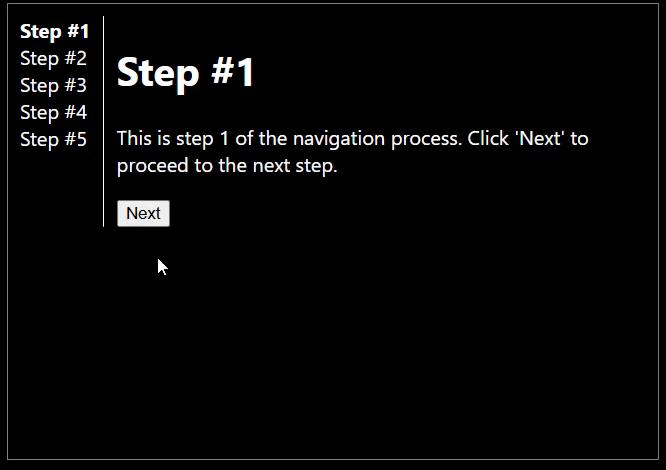 Step #1
Step #2
Step #3
Step #4
Step #5
Step #1
This is step 1 of the navigation process. Click 'Next' to
proceed to the next step.
Next